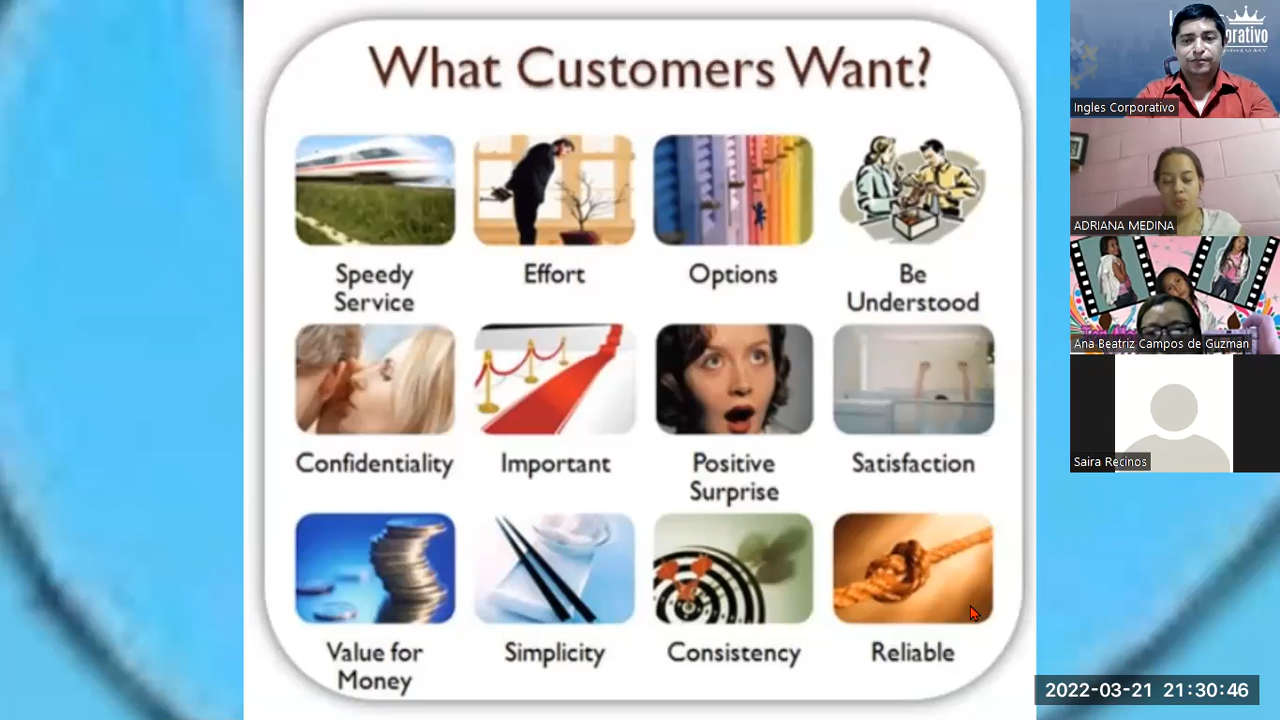 What Customers Want?
Speedy
Service
Effort
Options
Be
Understood
Confidentiality
Important
Positive
Surprise
Satisfaction
Value for
Money
Simplicity
Consistency
Reliable
Ingles Corporativo
ADRIANA MEDINA
Ana Beatriz Campos de Guzman
Saira Recinos
2022-03-21 21:30:46